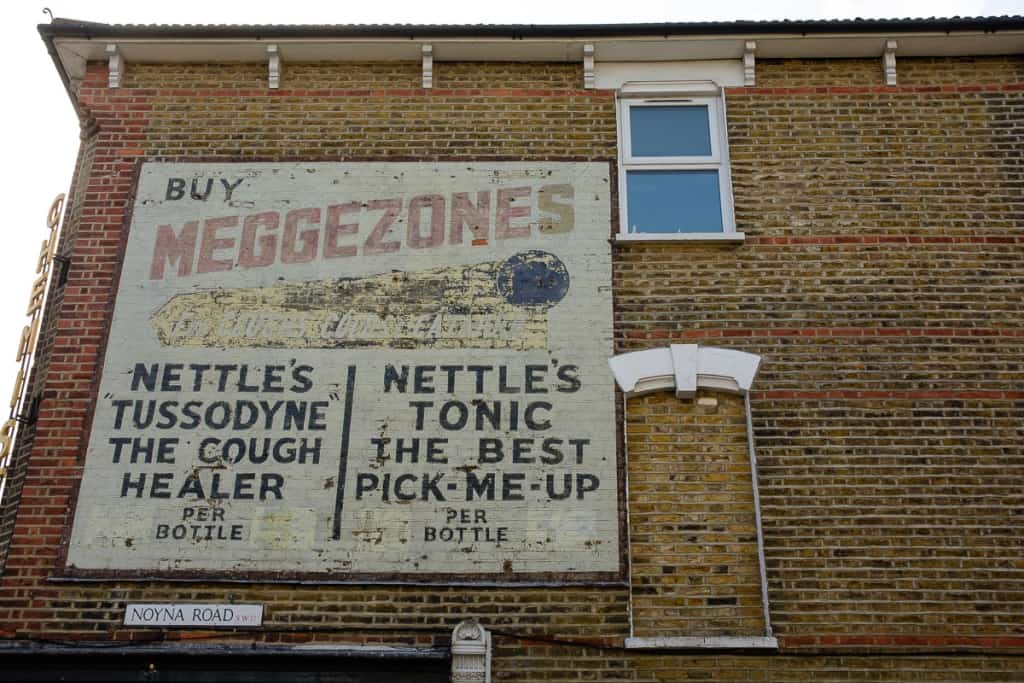 BUY
MEGGEZONES
NETTLE'S
"TUSSODYNE"
THE COUGH
HEALER
PER
BOTTLE
NETTLE'S
TONIC
THE BEST
PICK-ME-UP
PER
BOTTLE
NOYNA ROAD S.W.17